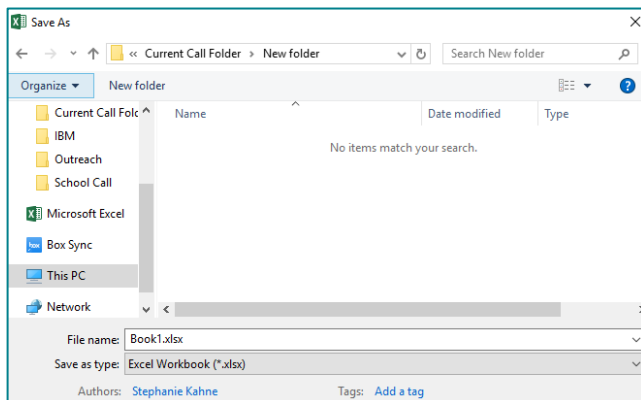 Save As
« Current Call Folder > New folder
Search New folder
Organize
New folder
Current Call Fold
IBM
Outreach
School Call
Microsoft Excel
box
Box Sync
This PC
Network
Name
Date modified
Type
No items match your search.
File name: Book1.xlsx
Save as type: Excel Workbook (*.xlsx)
Authors: Stephanie Kahne
Tags: Add a tag